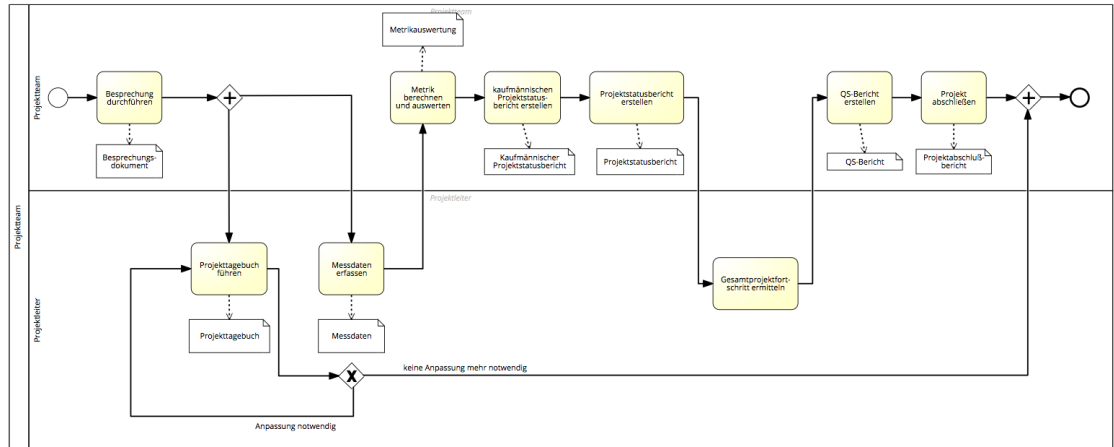 Projektteam
Projektteam
Projektteam
Metrikauswertung
Besprechung
durchführen
Besprechungs-
dokument
Metrik
berechnen
und auswerten
kaufmännischen
Projektstatus-
bericht erstellen
Kaufmännischer
Projektstatusbericht
Projektstatusbericht
erstellen
Projektstatusbericht
QS-Bericht
erstellen
QS-Bericht
Projekt
abschließen
Projektabschluß-
bericht
Projektleiter
Projektleiter
Projekttagebuch
führen
Projekttagebuch
Messdaten
erfassen
Messdaten
Gesamtprojektfort-
schritt ermitteln
keine Anpassung mehr notwendig
Anpassung notwendig